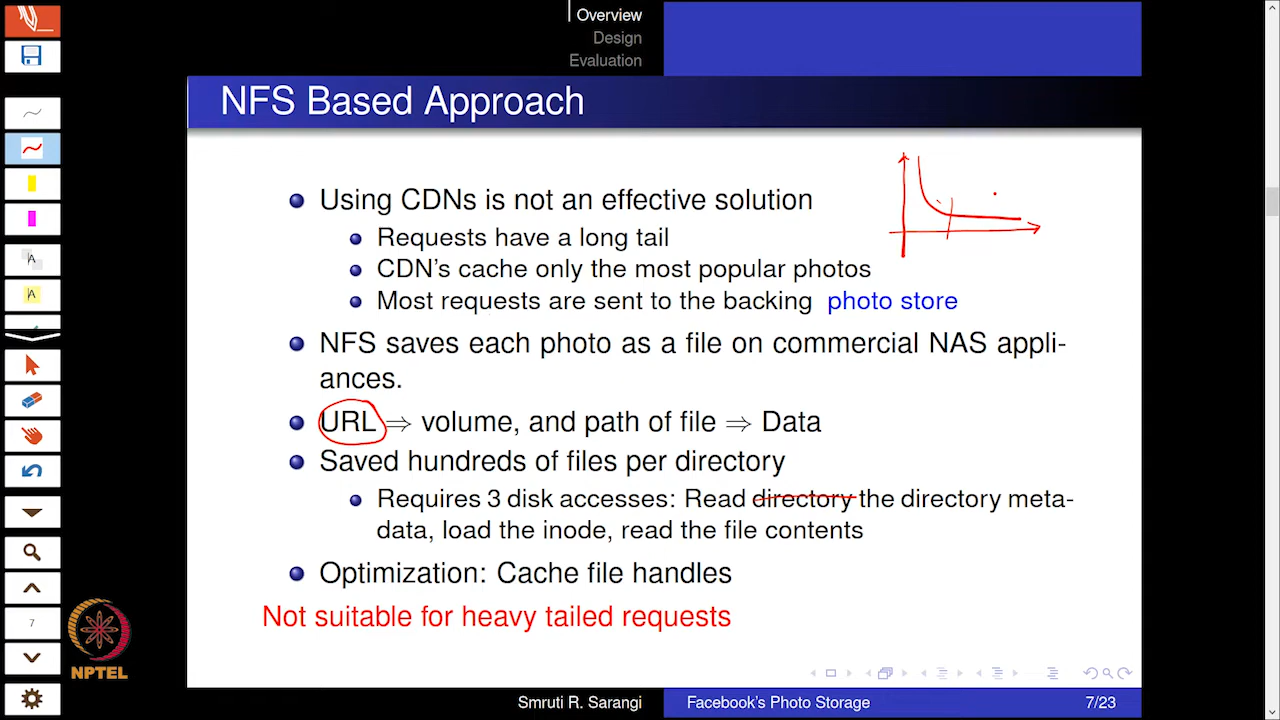 Overview
Design
Evaluation
NFS Based Approach
Using CDNs is not an effective solution
Requests have a long tail
CDN's cache only the most popular photos
Most requests are sent to the backing photo store
NFS saves each photo as a file on commercial NAS appli-
ances.
URL ⇒ volume, and path of file ⇒ Data
Saved hundreds of files per directory
Requires 3 disk accesses: Read directory the directory meta-
data, load the inode, read the file contents
Optimization: Cache file handles
Not suitable for heavy tailed requests
A
A
7
NPTEL
Smruti R. Sarangi
Facebook's Photo Storage
7/23